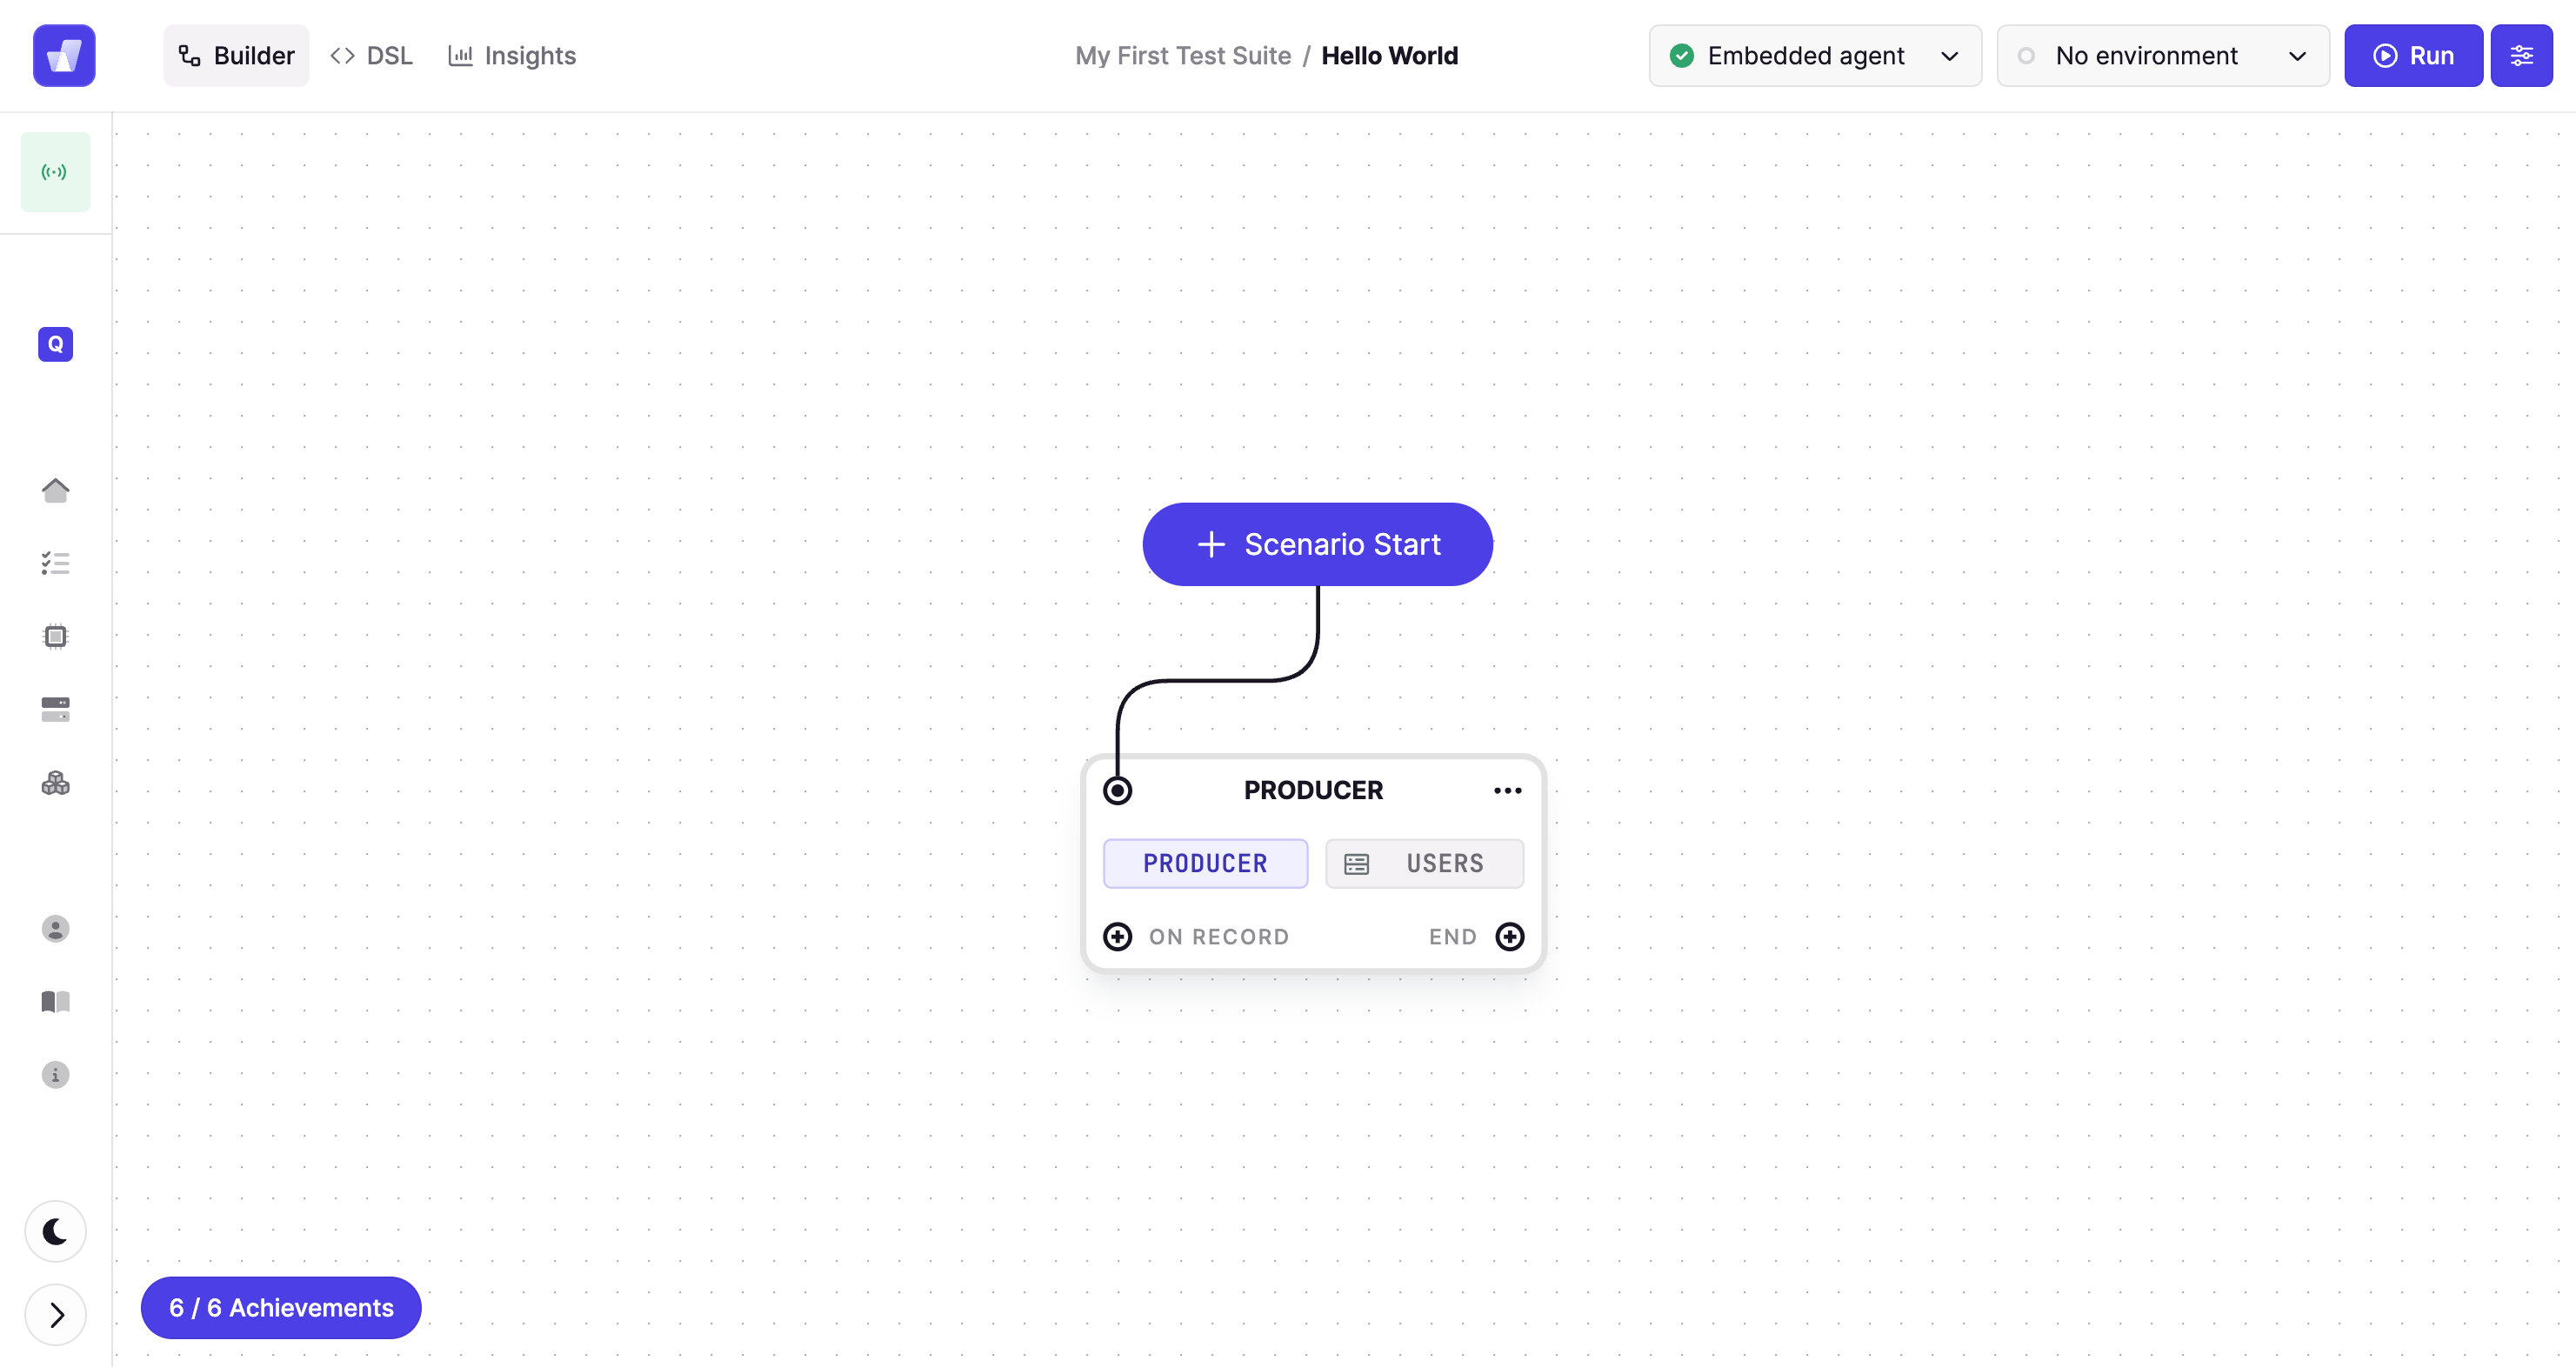 Builder
DSL
Insights
My First Test Suite / Hello World
Embedded agent
No environment
Run
Q
Scenario Start
PRODUCER
PRODUCER
USERS
ON RECORD
END
6 / 6 Achievements